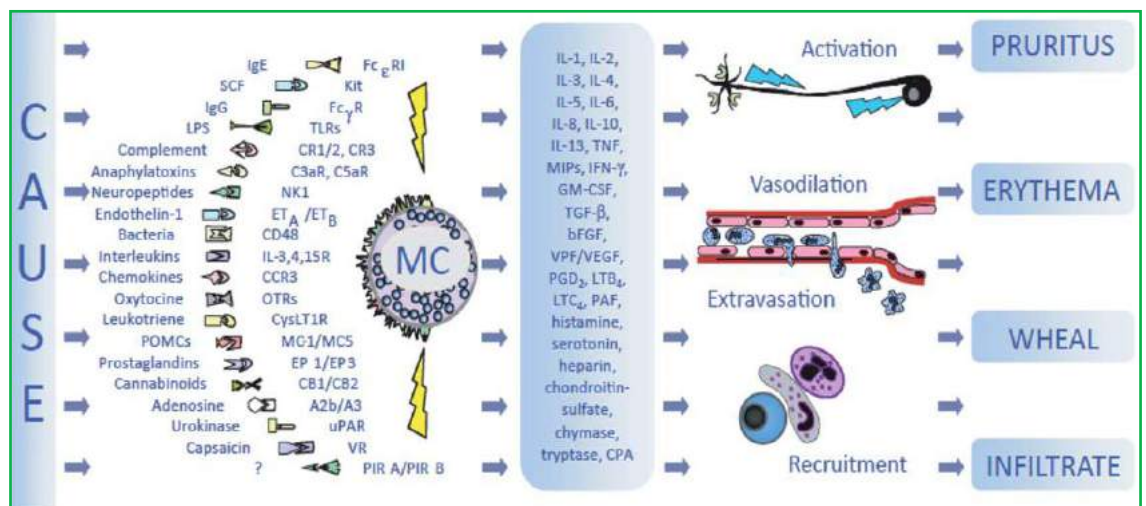 CAUSE
IgE FcεRI
SCF Kit
IgG FcγR
LPS TLRs
Complement CR1/2, CR3
Anaphylatoxins C3aR, C5aR
Neuropeptides NK1
Endothelin-1 ETA /ETB
Bacteria CD48
Interleukins IL-3,4,15R
Chemokines CCR3
Oxytocine OTRs
Leukotriene CysLT1R
POMCs MC1/MC5
Prostaglandins EP 1/EP3
Cannabinoids CB1/CB2
Adenosine A2b/A3
Urokinase uPAR
Capsaicin VR
? PIR A/PIR B
MC
IL-1, IL-2,
IL-3, IL-4,
IL-5, IL-6,
IL-8, IL-10,
IL-13, TNF,
MIPs, IFN-γ,
GM-CSF,
TGF-β,
bFGF,
VPF/VEGF,
PGD2, LTB4,
LTC4, PAF,
histamine,
serotonin,
heparin,
chondroitin-
sulfate,
chymase,
tryptase, CPA
Activation
Vasodilation
Extravasation
Recruitment
PRURITUS
ERYTHEMA
WHEAL
INFILTRATE